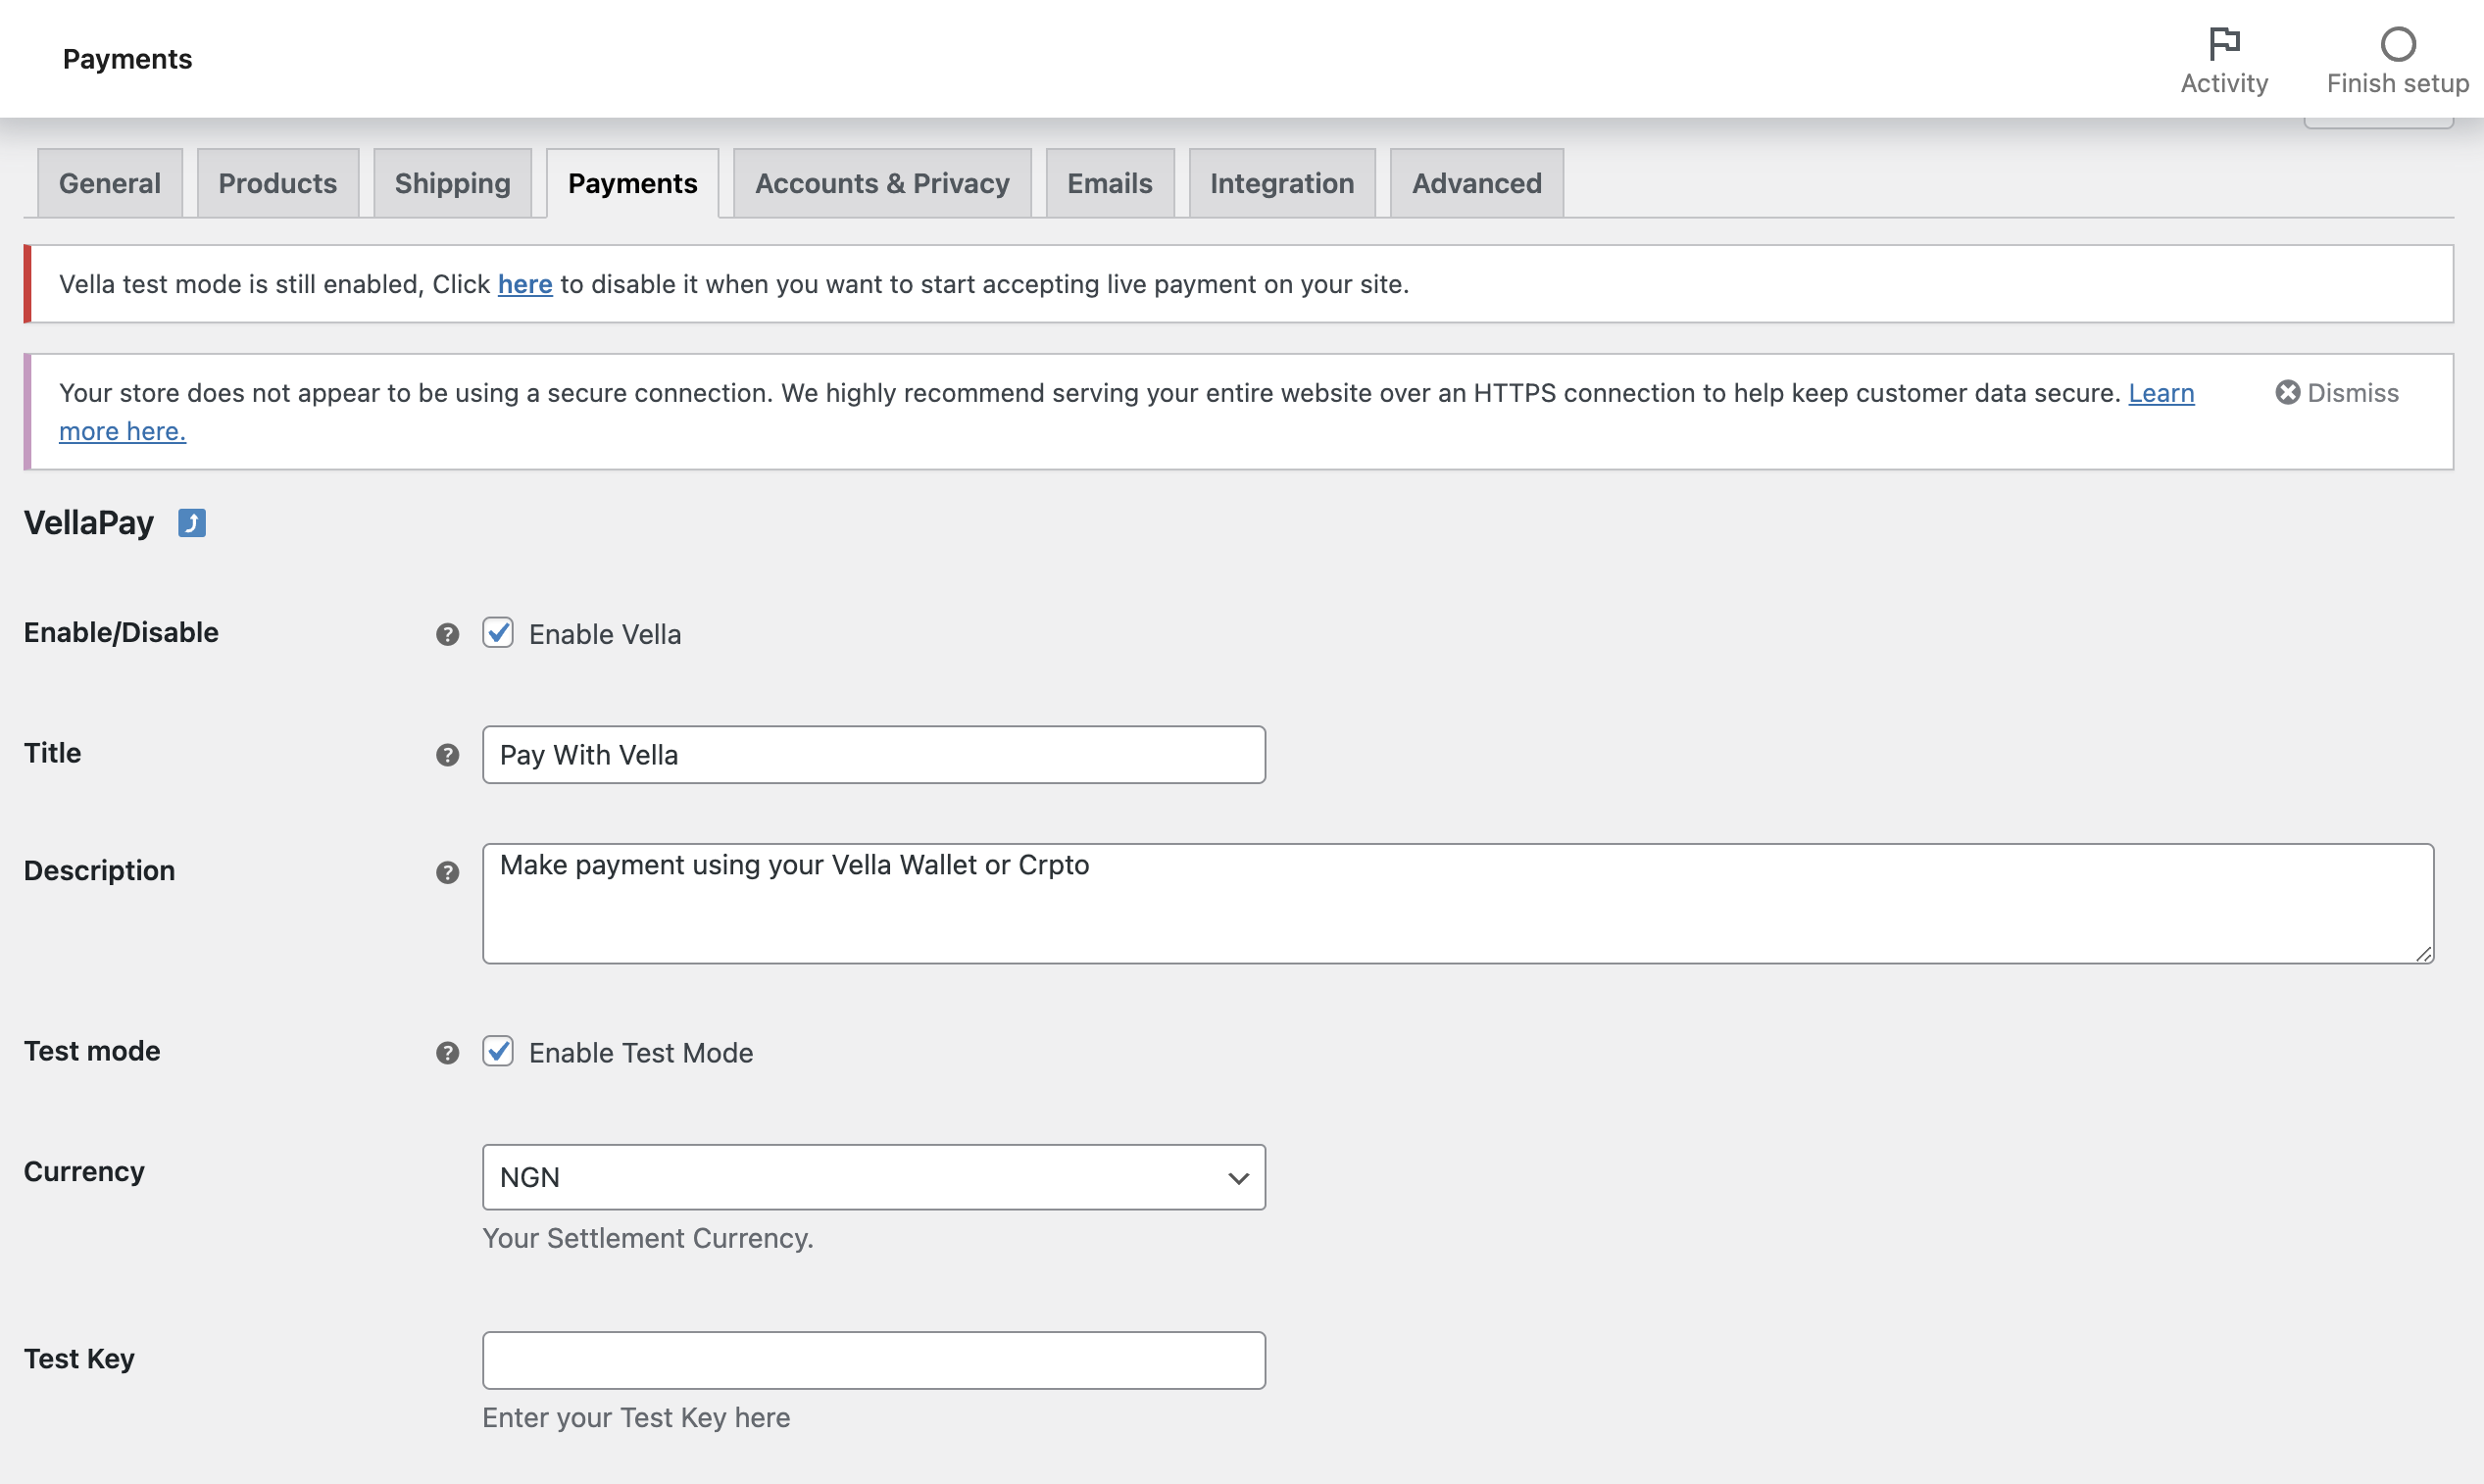 Payments
Activity
Finish setup
General Products Shipping Payments Accounts & Privacy Emails Integration Advanced
Vella test mode is still enabled, Click here to disable it when you want to start accepting live payment on your site.
Your store does not appear to be using a secure connection. We highly recommend serving your entire website over an HTTPS connection to help keep customer data secure. Learn
more here.
Dismiss
VellaPay
Enable/Disable
Enable Vella
Title
Pay With Vella
Description
Make payment using your Vella Wallet or Crpto
Test mode
Enable Test Mode
Currency
NGN
Your Settlement Currency.
Test Key
Enter your Test Key here